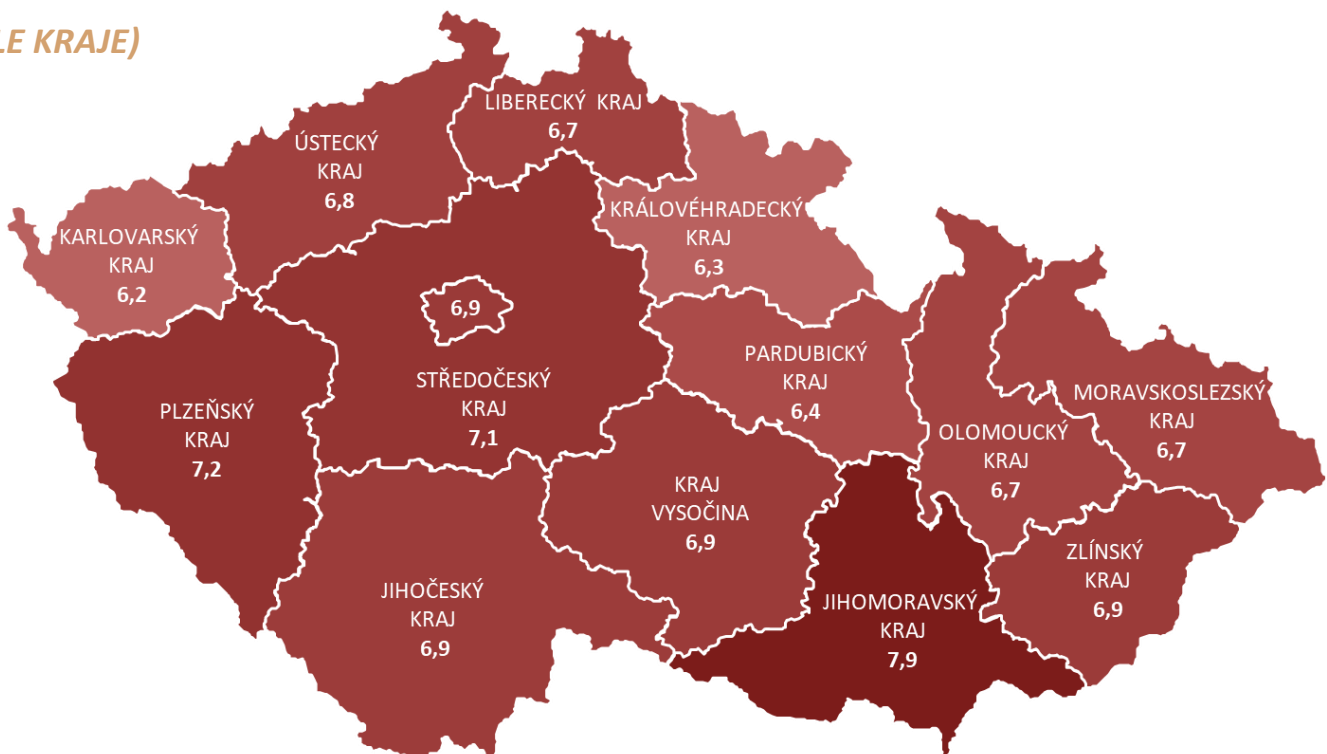 LE KRAJE)
LIBERECKÝ KRAJ
6,7
ÚSTECKÝ
KRAJ
6,8
KRÁLOVÉHRADECKÝ
KRAJ
6,3
KARLOVARSKÝ
KRAJ
6,2
6,9
STŘEDOČESKÝ
KRAJ
7,1
PARDUBICKÝ
KRAJ
6,4
MORAVSKOSLEZSKÝ
KRAJ
6,7
PLZEŇSKÝ
KRAJ
7,2
OLOMOUCKÝ
KRAJ
6,7
KRAJ
VYSOČINA
6,9
ZLÍNSKÝ
KRAJ
6,9
JIHOČESKÝ
KRAJ
6,9
JIHOMORAVSKÝ
KRAJ
7,9